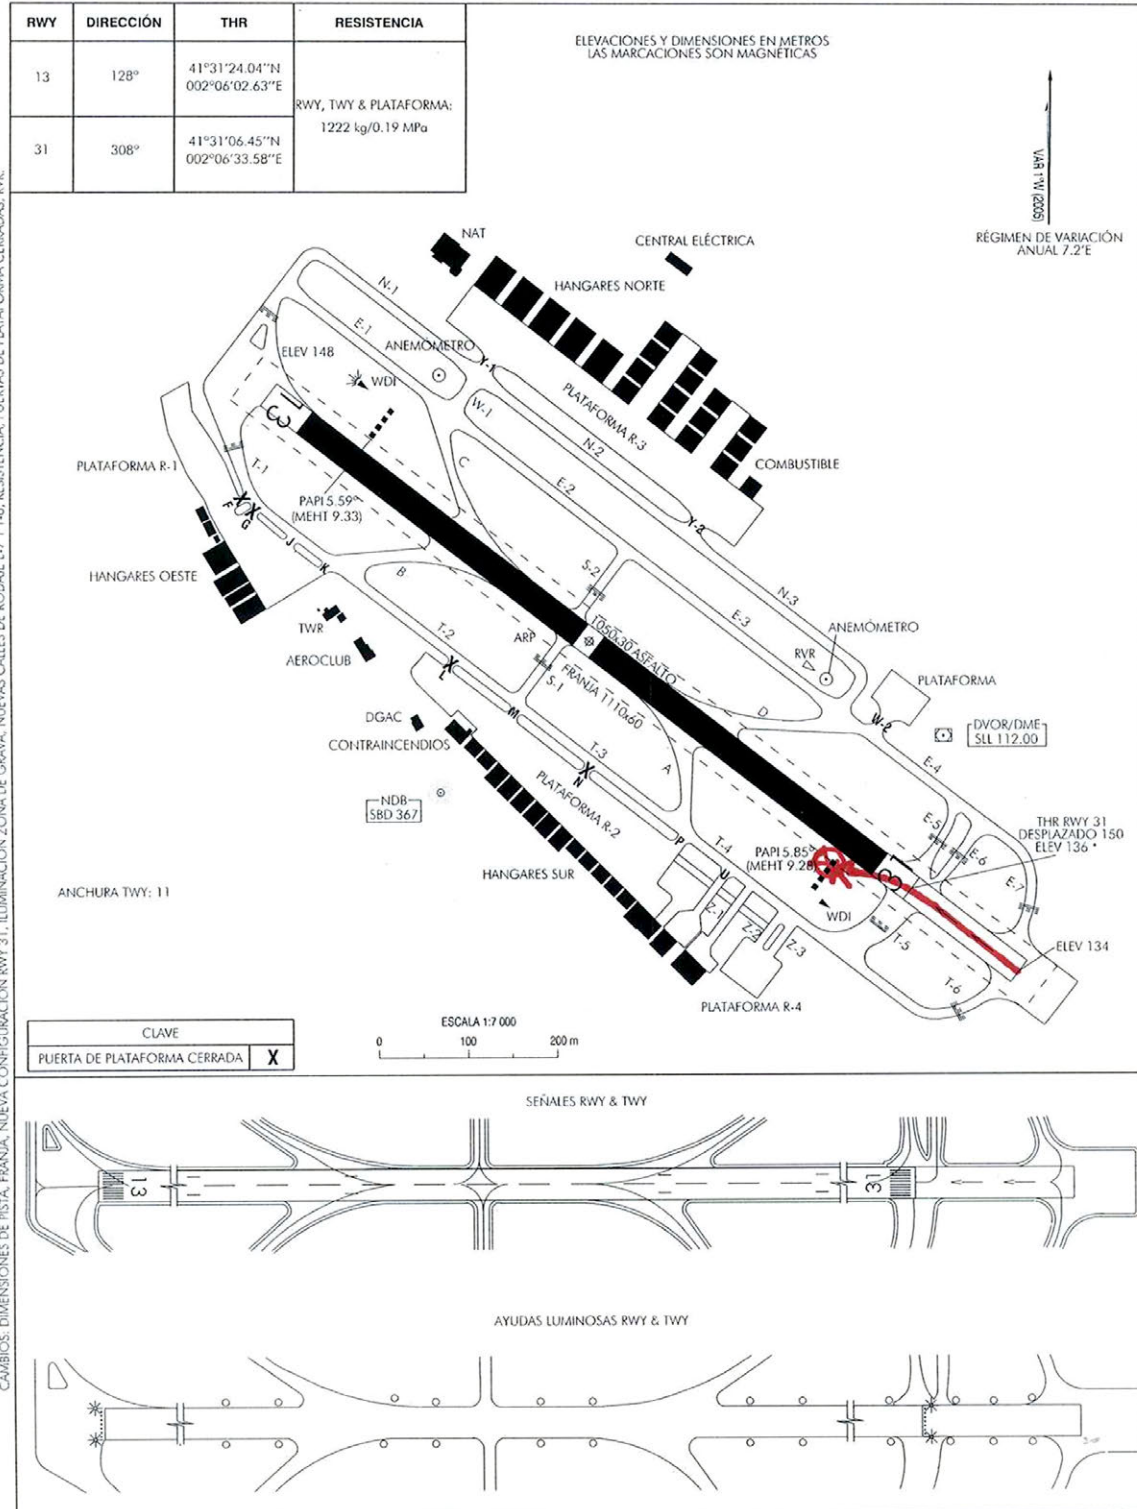 RWY DIRECCIÓN THR RESISTENCIA
13 128° 41°31'24.04''N
002°06'02.63''E
RWY, TWY & PLATAFORMA:
1222 kg/0.19 MPa
31 308° 41°31'06.45''N
002°06'33.58''E
ELEVACIONES Y DIMENSIONES EN METROS
LAS MARCACIONES SON MAGNÉTICAS
VAR 1°W (2005)
RÉGIMEN DE VARIACIÓN
ANUAL 7.2'E
NAT
CENTRAL ELÉCTRICA
HANGARES NORTE
N-1
E-1
ELEV 148
ANEMÓMETRO
WDI
Y-1
W-1
PLATAFORMA R-3
N-2
COMBUSTIBLE
13
C
E-2
PLATAFORMA R-1
T-1
PAPI 5.59°
(MEHT 9.33)
Y-2
X X
F G
J
K
HANGARES OESTE
B
S-2
N-3
TWR
T-2
ARP
1050x30 ASFALTO
E-3
ANEMÓMETRO
RVR
AEROCLUB
X
L
S-1
FRANJA 1110x60
PLATAFORMA
DGAC
M
D
W-2
DVOR/DME
SLL 112.00
CONTRAINCENDIOS
T-3
X
N
A
E-4
NDB
SBD 367
PLATAFORMA R-2
E-5
E-6
THR RWY 31
DESPLAZADO 150
ELEV 136 *
P
T-4
PAPI 5.85°
(MEHT 9.28)
31
E-7
HANGARES SUR
U
WDI
ANCHURA TWY: 11
Z-1
Z-2
Z-3
T-5
ELEV 134
T-6
PLATAFORMA R-4
CLAVE
PUERTA DE PLATAFORMA CERRADA X
ESCALA 1:7 000
0 100 200 m
SEÑALES RWY & TWY
13 31
AYUDAS LUMINOSAS RWY & TWY